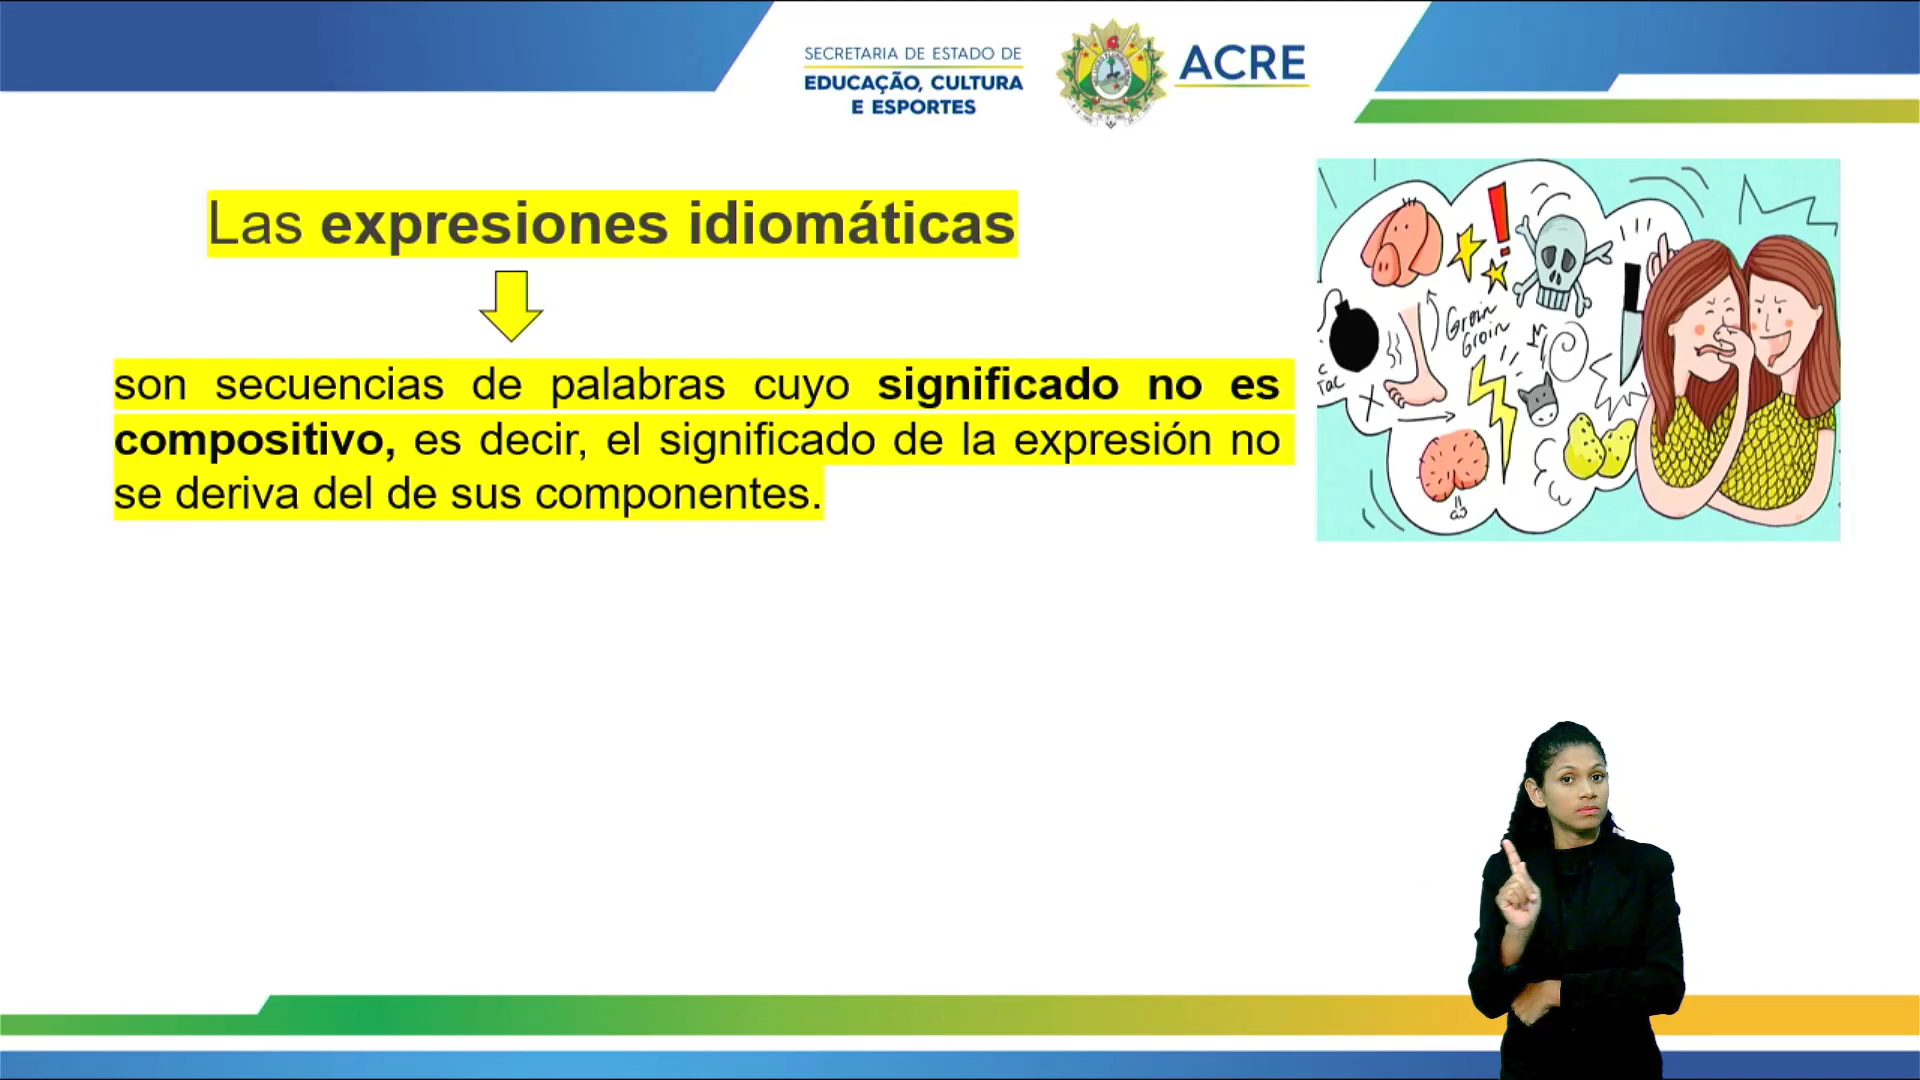 SECRETARIA DE ESTADO DE
EDUCAÇÃO, CULTURA
E ESPORTES
ACRE
Las expresiones idiomáticas
son secuencias de palabras cuyo significado no es
compositivo, es decir, el significado de la expresión no
se deriva del de sus componentes.
Groin
Groin
Tac